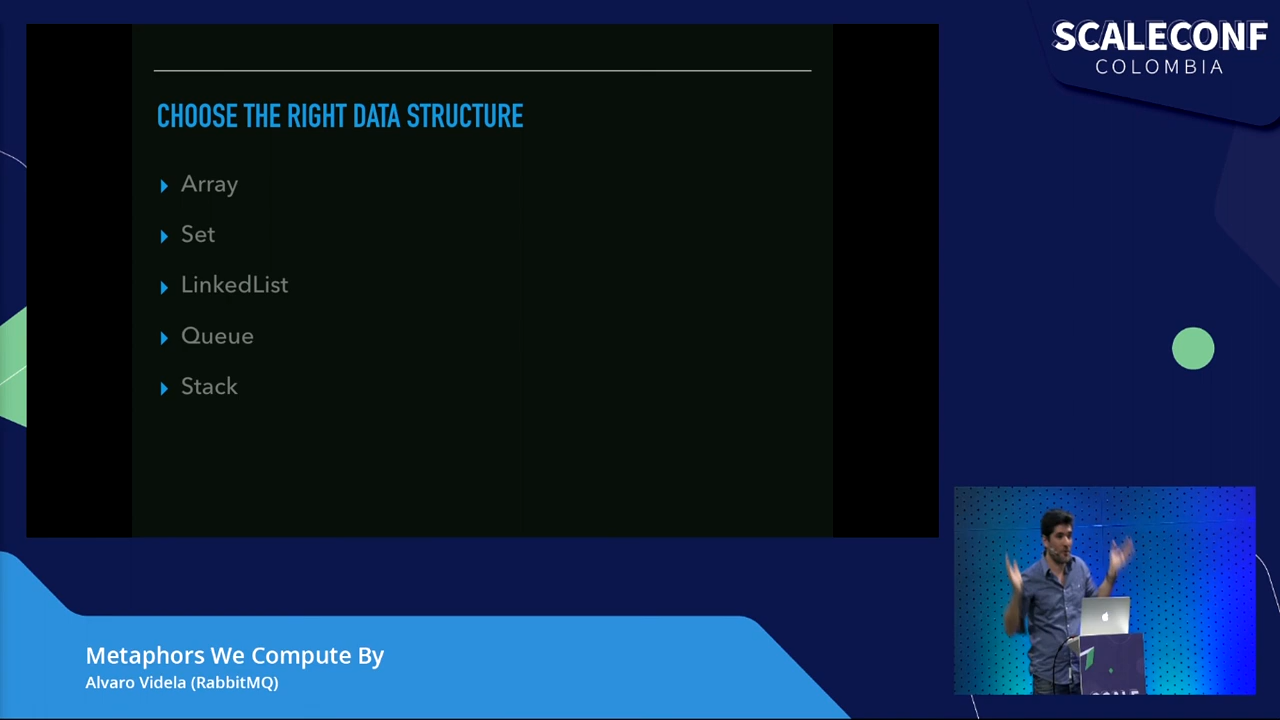 SCALECONF
COLOMBIA
CHOOSE THE RIGHT DATA STRUCTURE
Array
Set
LinkedList
Queue
Stack
Metaphors We Compute By
Alvaro Videla (RabbitMQ)